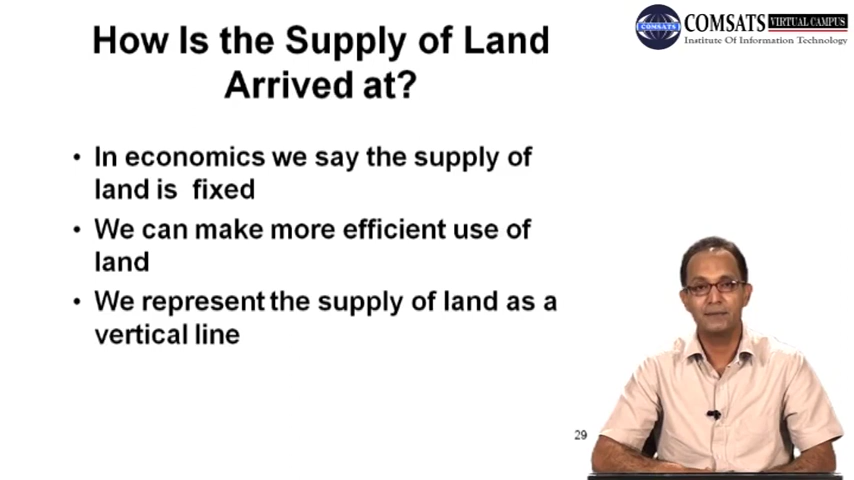 How Is the Supply of Land
Arrived at?
COMSATS VIRTUAL CAMPUS
Institute Of Information Technology
COMSATS
• In economics we say the supply of
land is fixed
• We can make more efficient use of
land
• We represent the supply of land as a
vertical line
29